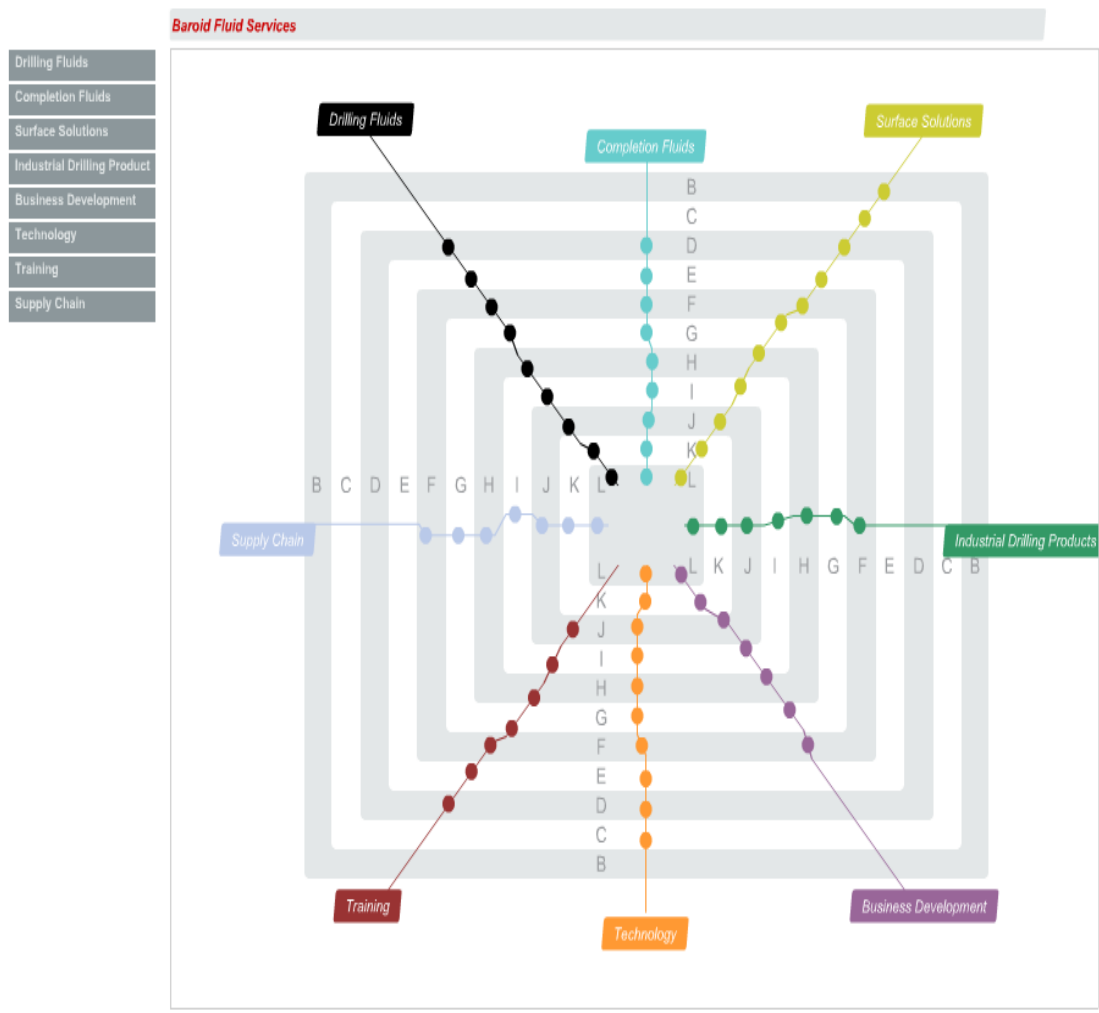 Baroid Fluid Services
Drilling Fluids
Completion Fluids
Surface Solutions
Industrial Drilling Product
Business Development
Technology
Training
Supply Chain
Drilling Fluids
Surface Solutions
Completion Fluids
B
C
D
E
F
G
H
I
J
K
L
B C D E F G H I J K L
Supply Chain
Industrial Drilling Products
L K J I H G F E D C B
L
K
J
I
H
G
F
E
D
C
B
Training
Business Development
Technology